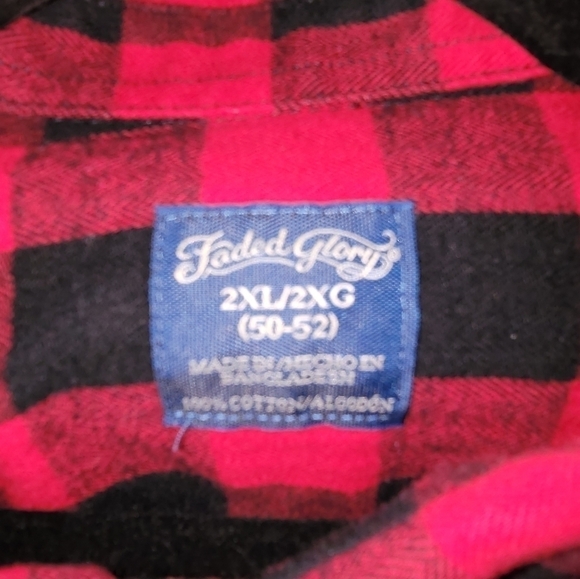 Faded Glory
2XL/2XG
(50-52)
MADE IN/HECHO EN
BANGLADESH
100% COTTON/ALGODÓN